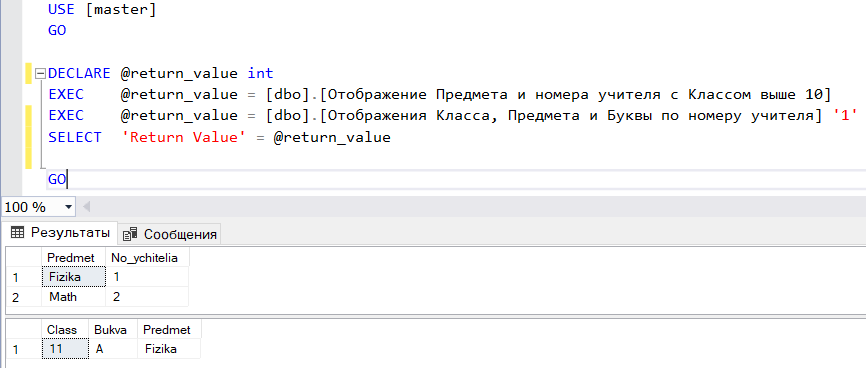 USE [master]
GO
DECLARE @return_value int
EXEC @return_value = [dbo].[Отображение Предмета и номера учителя с Классом выше 10]
EXEC @return_value = [dbo].[Отображения Класса, Предмета и Буквы по номеру учителя] '1'
SELECT 'Return Value' = @return_value
GO
100 %
Результаты Сообщения
Predmet No_ychitelia
1 Fizika 1
2 Math 2
Class Bukva Predmet
1 11 A Fizika